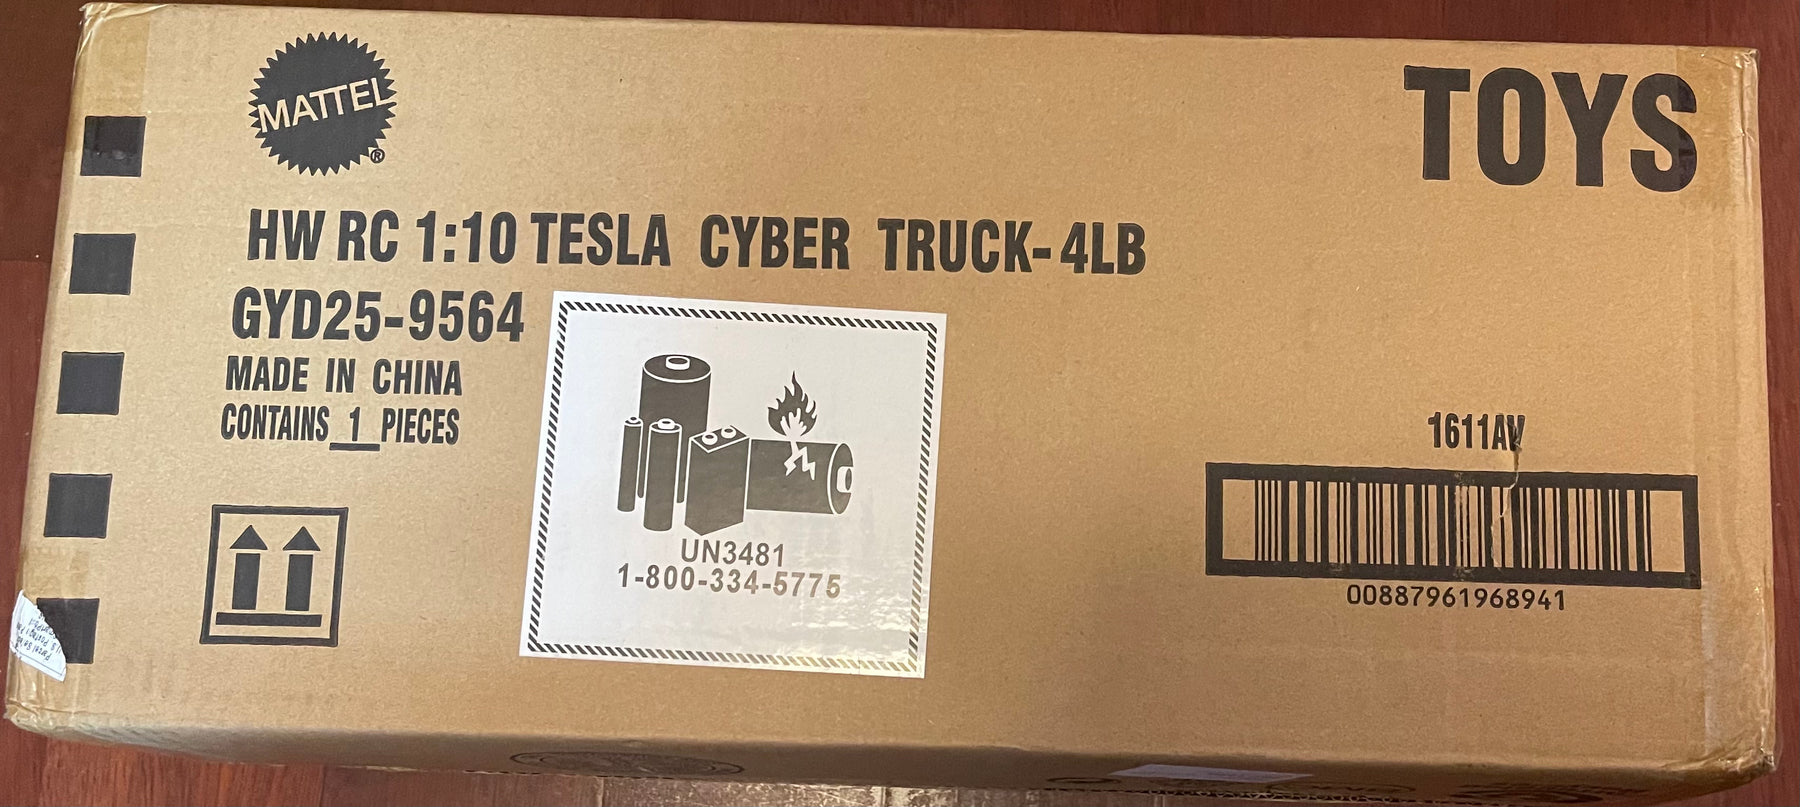 MATTEL
®
TOYS
HW RC 1:10 TESLA CYBER TRUCK-4LB
GYD25-9564
MADE IN CHINA
CONTAINS 1 PIECES
UN3481
1-800-334-5775
1611AV
00887961968941